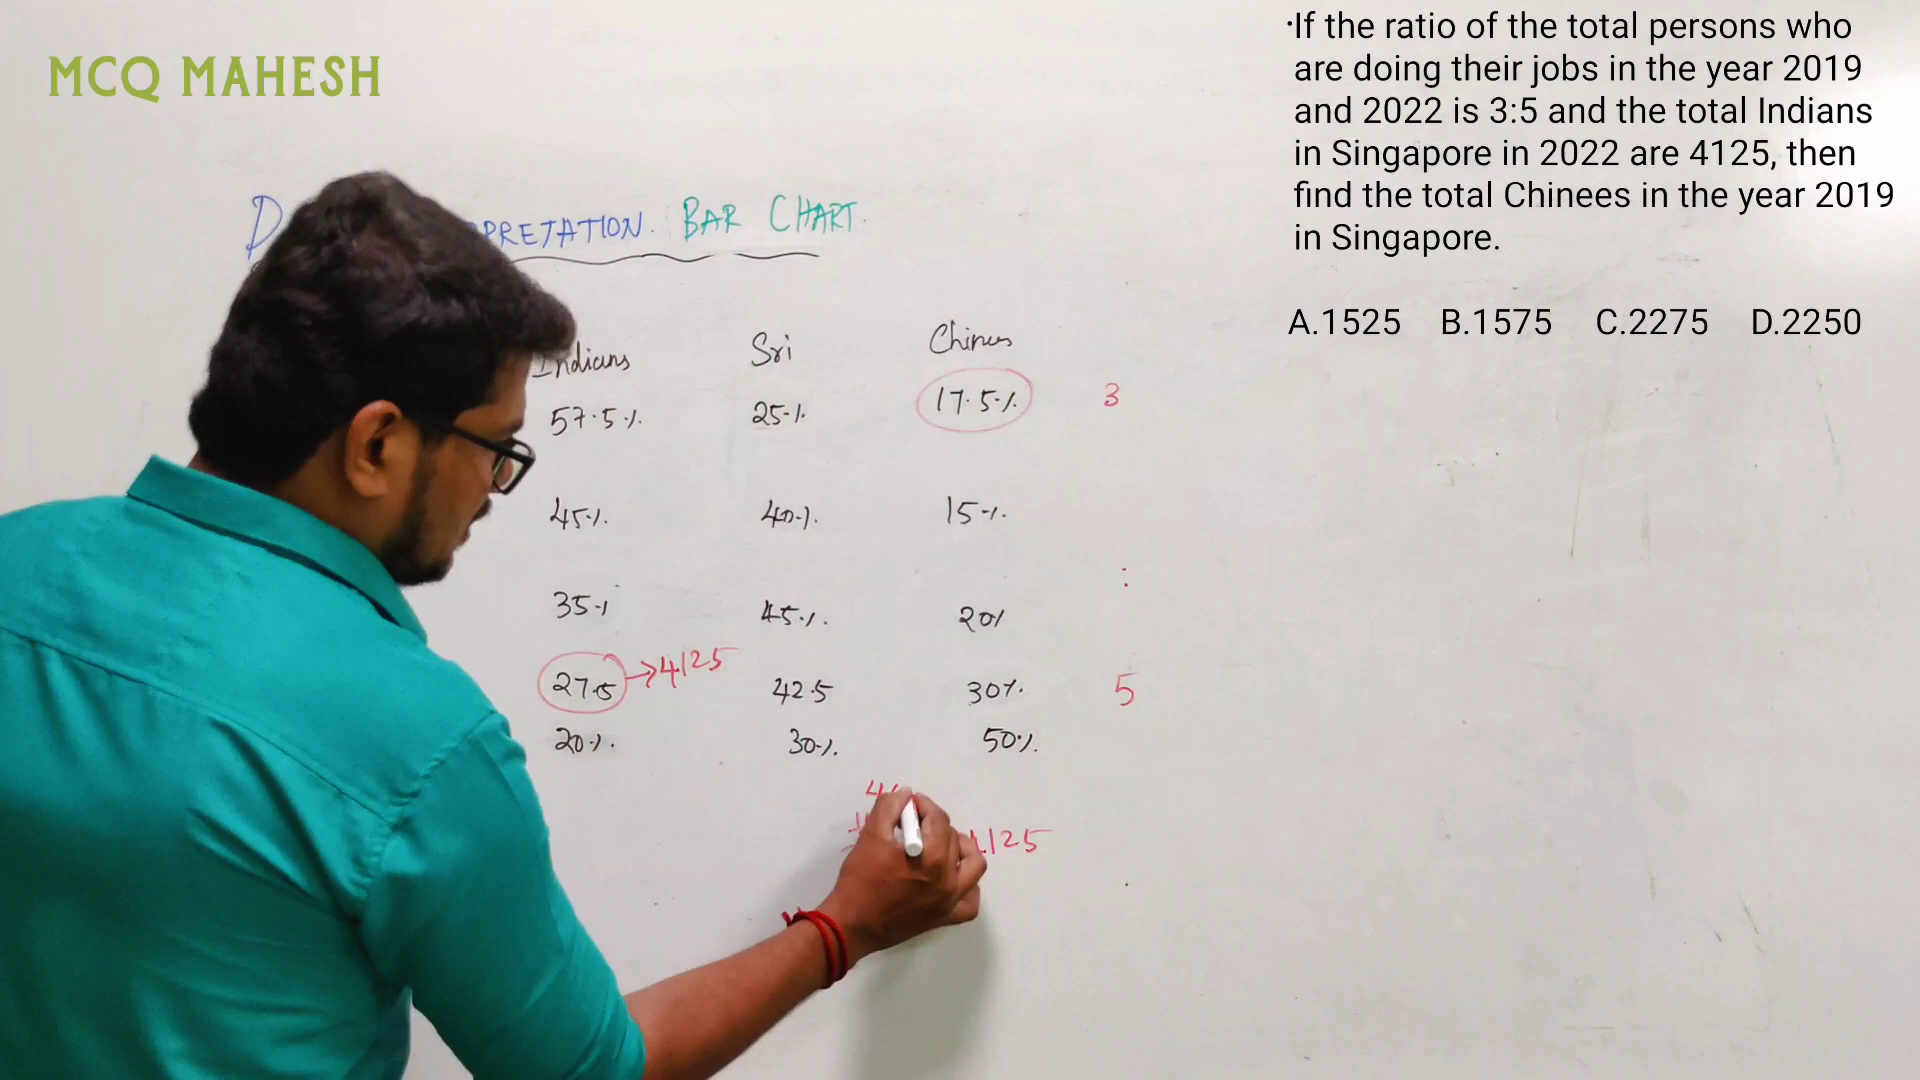 MCQ MAHESH
·If the ratio of the total persons who
are doing their jobs in the year 2019
and 2022 is 3:5 and the total Indians
in Singapore in 2022 are 4125, then
find the total Chinees in the year 2019
in Singapore.
A.1525 B.1575 C.2275 D.2250
BAR CHART
Indians Sri Chinees
57.5% 25% 17.5% 3
45% 40% 15%
:
35% 45% 20%
27.5 → 4125 42.5 30% 5
20% 30% 50%
4125